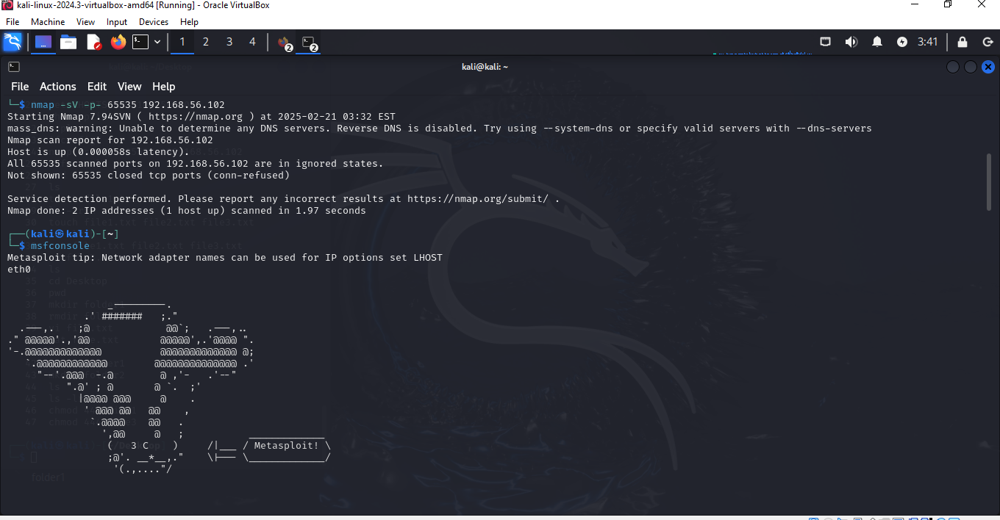 kali-linux-2024.3-virtualbox-amd64 [Running] - Oracle VirtualBox
File Machine View Input Devices Help
1 2 3 4 2 2 3:41
kali@kali: ~
File Actions Edit View Help
└─$ nmap -sV -p- 65535 192.168.56.102
Starting Nmap 7.94SVN ( https://nmap.org ) at 2025-02-21 03:32 EST
mass_dns: warning: Unable to determine any DNS servers. Reverse DNS is disabled. Try using --system-dns or specify valid servers with --dns-servers
Nmap scan report for 192.168.56.102
Host is up (0.000058s latency).
All 65535 scanned ports on 192.168.56.102 are in ignored states.
Not shown: 65535 closed tcp ports (conn-refused)
Service detection performed. Please report any incorrect results at https://nmap.org/submit/ .
Nmap done: 2 IP addresses (1 host up) scanned in 1.97 seconds
┌──(kali㉿kali)-[~]
└─$ msfconsole
Metasploit tip: Network adapter names can be used for IP options set LHOST
eth0
35 cd Desktop
36 pwd
3 C
Metasploit!
folder1